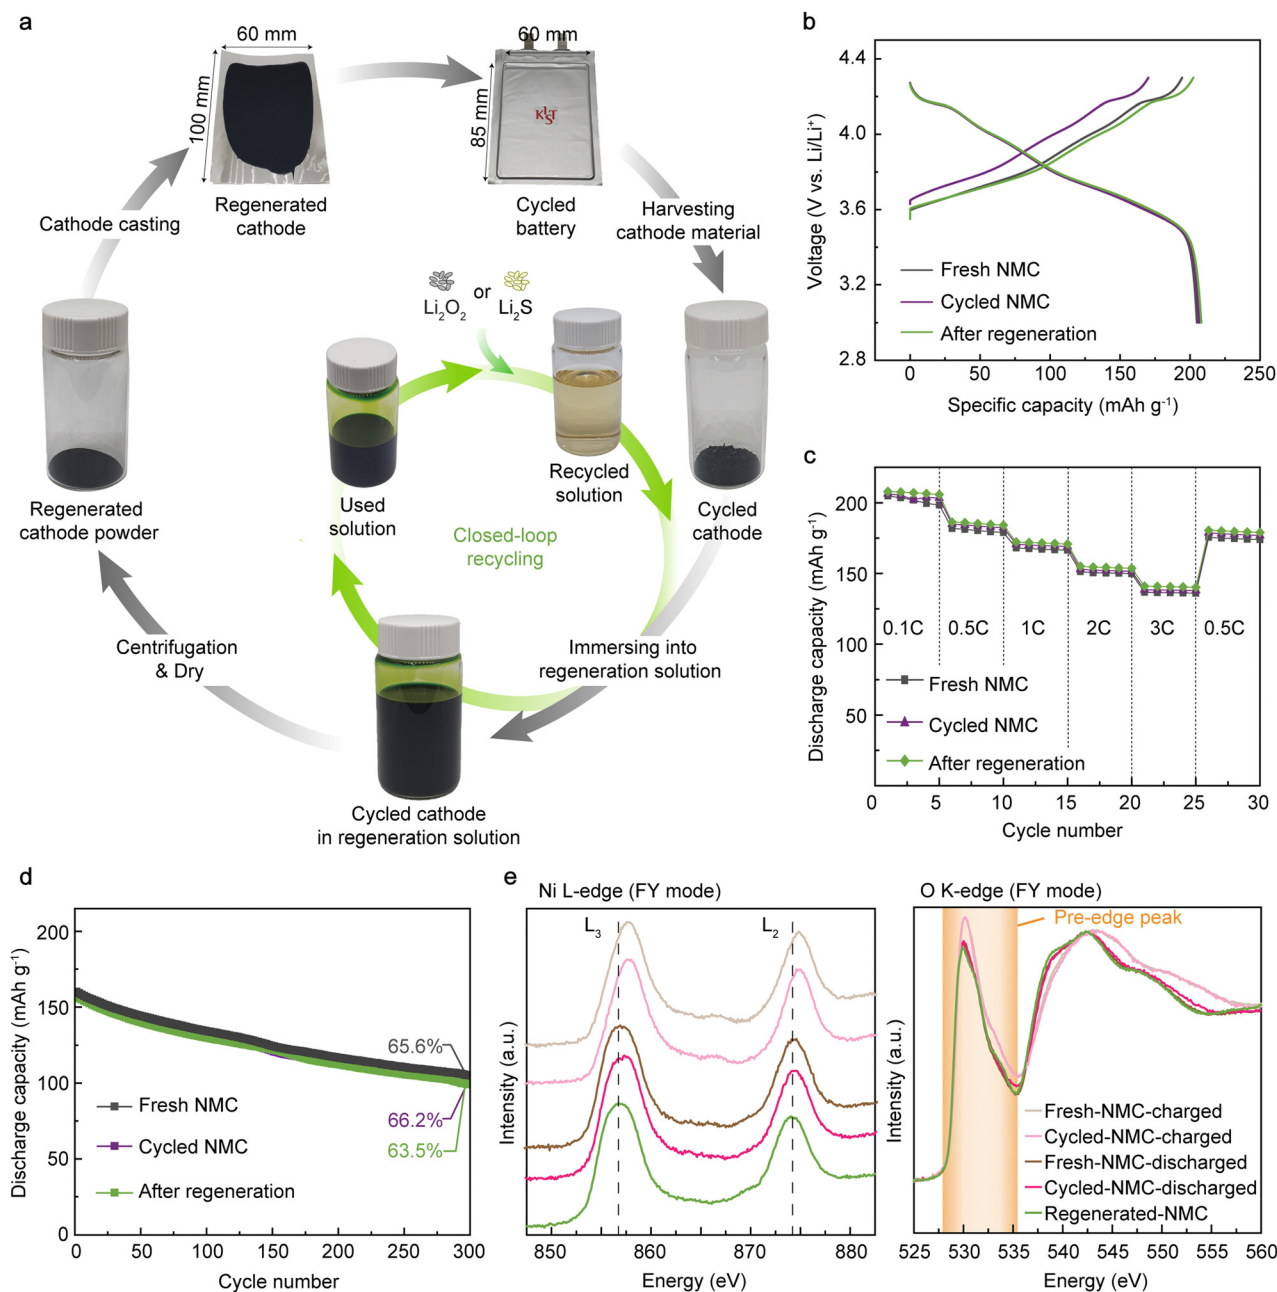 a
60 mm
100 mm
Regenerated
cathode
60 mm
85 mm
KIST
Cycled
battery
Cathode casting
Harvesting
cathode material
Li₂O₂
or
Li₂S
Regenerated
cathode powder
Used
solution
Recycled
solution
Cycled
cathode
Closed-loop
recycling
Centrifugation
& Dry
Immersing into
regeneration solution
Cycled cathode
in regeneration solution
b
Voltage (V vs. Li/Li⁺)
4.4
4.0
3.6
3.2
2.8
Fresh NMC
Cycled NMC
After regeneration
0 50 100 150 200 250
Specific capacity (mAh g⁻¹)
c
Discharge capacity (mAh g⁻¹)
200
150
100
50
0.1C 0.5C 1C 2C 3C 0.5C
Fresh NMC
Cycled NMC
After regeneration
0 5 10 15 20 25 30
Cycle number
d
Discharge capacity (mAh g⁻¹)
200
150
100
50
0
65.6%
66.2%
63.5%
Fresh NMC
Cycled NMC
After regeneration
0 50 100 150 200 250 300
Cycle number
e
Ni L-edge (FY mode)
L₃
L₂
Intensity (a.u.)
850 860 870 880
Energy (eV)
O K-edge (FY mode)
Pre-edge peak
Intensity (a.u.)
Fresh-NMC-charged
Cycled-NMC-charged
Fresh-NMC-discharged
Cycled-NMC-discharged
Regenerated-NMC
525 530 535 540 545 550 555 560
Energy (eV)